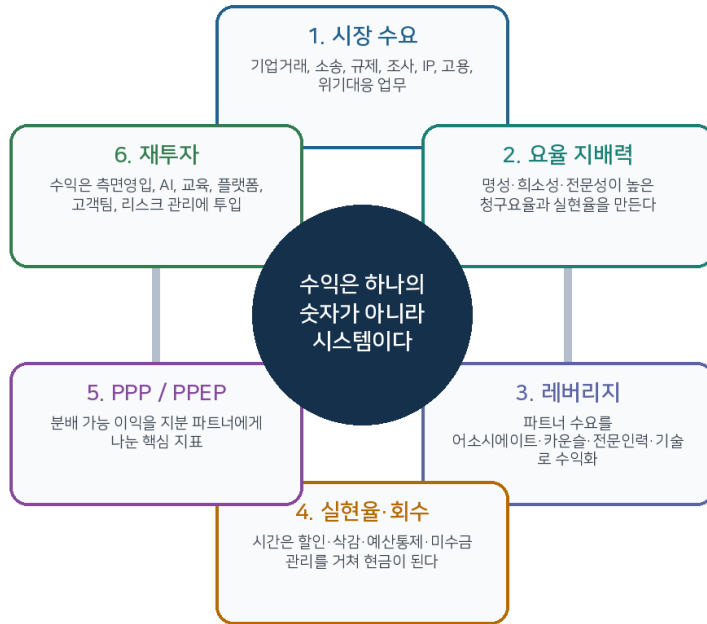 1. 시장 수요
기업거래, 소송, 규제, 조사, IP, 고용,
위기대응 업무
2. 요율 지배력
명성·희소성·전문성이 높은
청구요율과 실현율을 만든다
3. 레버리지
파트너 수요를
어소시에이트·카운슬·전문인력·기술
로 수익화
4. 실현율·회수
시간은 할인·삭감·예산통제·미수금
관리를 거쳐 현금이 된다
5. PPP / PPEP
분배 가능 이익을 지분 파트너에게
나눈 핵심 지표
6. 재투자
수익은 측면영입, AI, 교육, 플랫폼,
고객팀, 리스크 관리에 투입
수익은 하나의
숫자가 아니라
시스템이다